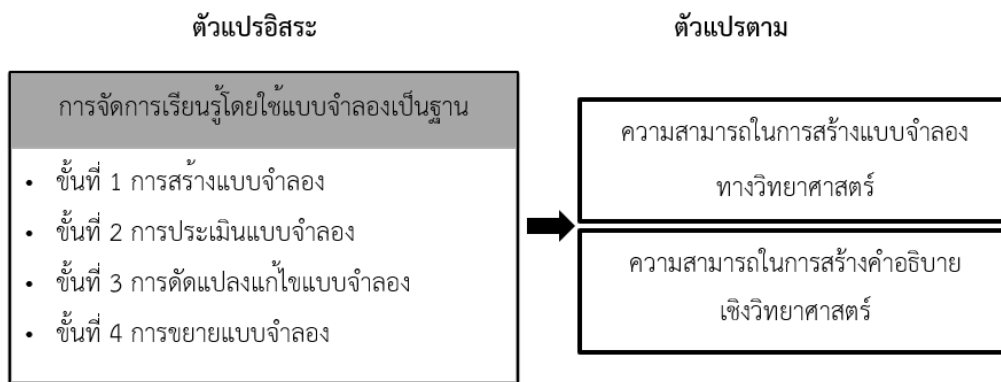 ตัวแปรอิสระ
ตัวแปรตาม
การจัดการเรียนรู้โดยใช้แบบจำลองเป็นฐาน
• ขั้นที่ 1 การสร้างแบบจำลอง
• ขั้นที่ 2 การประเมินแบบจำลอง
• ขั้นที่ 3 การดัดแปลงแก้ไขแบบจำลอง
• ขั้นที่ 4 การขยายแบบจำลอง
ความสามารถในการสร้างแบบจำลอง
ทางวิทยาศาสตร์
ความสามารถในการสร้างคำอธิบาย
เชิงวิทยาศาสตร์